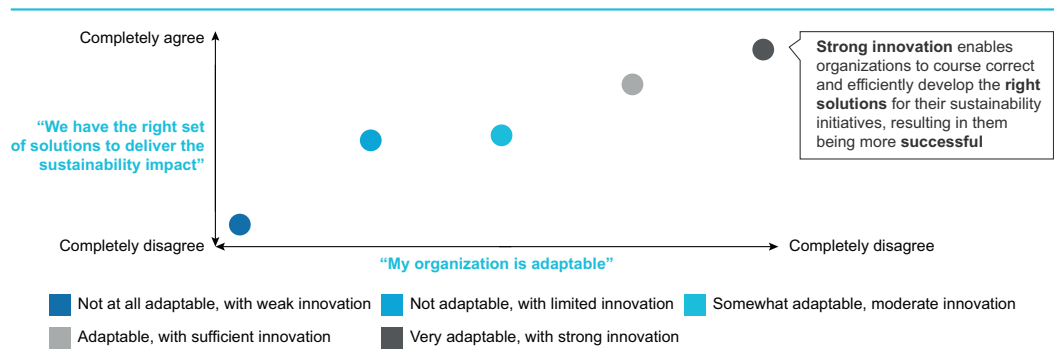 Completely agree
Strong innovation enables
organizations to course correct
and efficiently develop the right
solutions for their sustainability
initiatives, resulting in them
being more successful
“We have the right set
of solutions to deliver the
sustainability impact”
Completely disagree
Completely disagree
“My organization is adaptable”
Not at all adaptable, with weak innovation
Not adaptable, with limited innovation
Somewhat adaptable, moderate innovation
Adaptable, with sufficient innovation
Very adaptable, with strong innovation